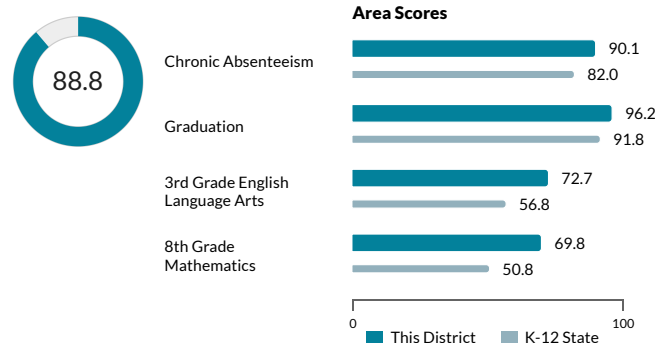 88.8
Area Scores
Chronic Absenteeism
90.1
82.0
Graduation
96.2
91.8
3rd Grade English
Language Arts
72.7
56.8
8th Grade
Mathematics
69.8
50.8
0
100
This District
K-12 State